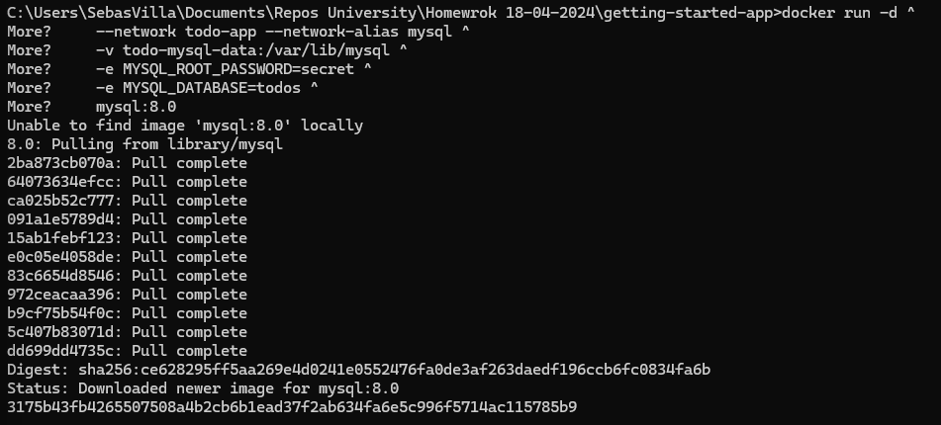 C:\Users\SebasVilla\Documents\Repos University\Homewrok 18-04-2024\getting-started-app>docker run -d ^
More?     --network todo-app --network-alias mysql ^
More?     -v todo-mysql-data:/var/lib/mysql ^
More?     -e MYSQL_ROOT_PASSWORD=secret ^
More?     -e MYSQL_DATABASE=todos ^
More?     mysql:8.0
Unable to find image 'mysql:8.0' locally
8.0: Pulling from library/mysql
2ba873cb070a: Pull complete
64073634efcc: Pull complete
ca025b52c777: Pull complete
091a1e5789d4: Pull complete
15ab1febf123: Pull complete
e0c05e4058de: Pull complete
83c6654d8546: Pull complete
972ceacaa396: Pull complete
b9cf75b54f0c: Pull complete
5c407b83071d: Pull complete
dd699dd4735c: Pull complete
Digest: sha256:ce628295ff5aa269e4d0241e0552476fa0de3af263daedf196ccb6fc0834fa6b
Status: Downloaded newer image for mysql:8.0
3175b43fb4265507508a4b2cb6b1ead37f2ab634fa6e5c996f5714ac115785b9